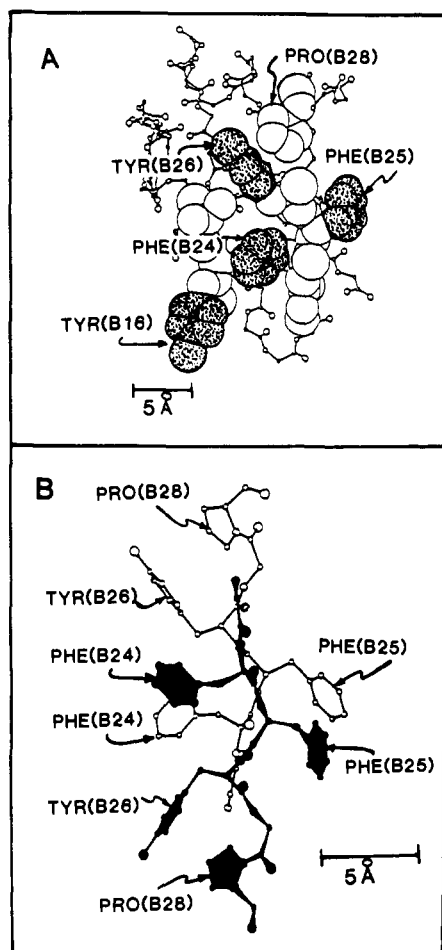 A
PRO(B28)
TYR(B26)
PHE(B25)
PHE(B24)
TYR(B16)
5 Å
B
PRO(B28)
TYR(B26)
PHE(B24)
PHE(B25)
PHE(B24)
PHE(B25)
TYR(B26)
5 Å
PRO(B28)